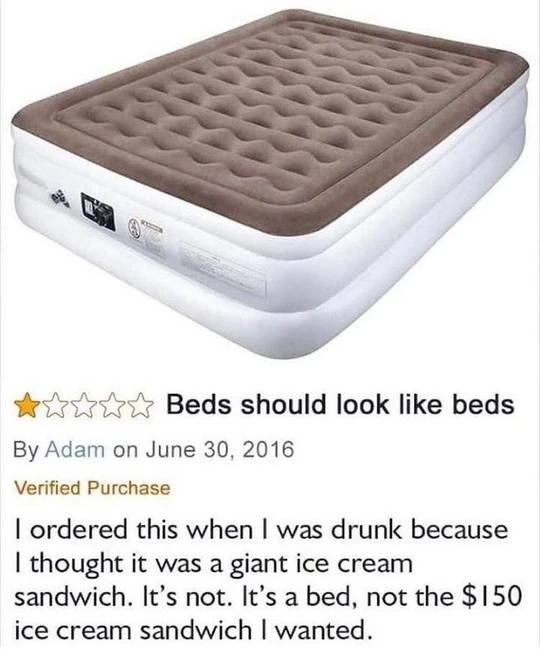 Beds should look like beds
By Adam on June 30, 2016
Verified Purchase
I ordered this when I was drunk because
I thought it was a giant ice cream
sandwich. It's not. It's a bed, not the $150
ice cream sandwich I wanted.